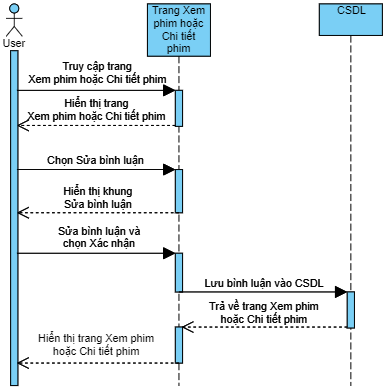 User
Trang Xem
phim hoặc
Chi tiết
phim
CSDL
Truy cập trang
Xem phim hoặc Chi tiết phim
Hiển thị trang
Xem phim hoặc Chi tiết phim
Chọn Sửa bình luận
Hiển thị khung
Sửa bình luận
Sửa bình luận và
chọn Xác nhận
Lưu bình luận vào CSDL
Trả về trang Xem phim
hoặc Chi tiết phim
Hiển thị trang Xem phim
hoặc Chi tiết phim